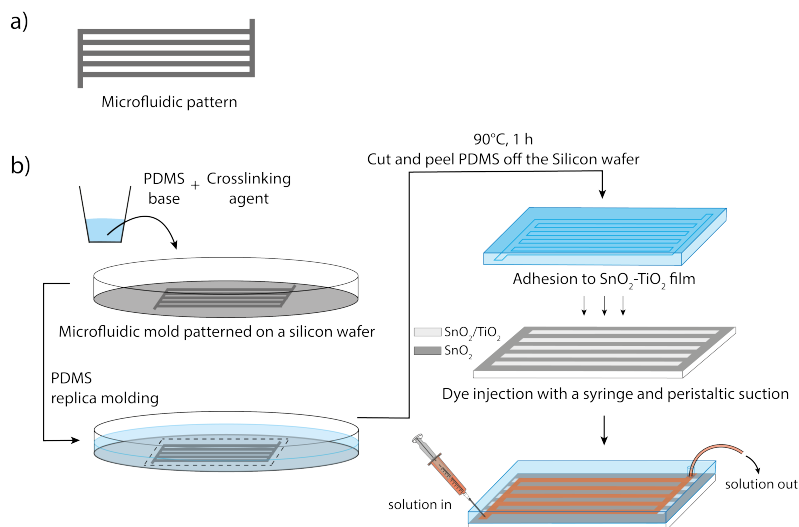 a)
Microfluidic pattern
b)
90°C, 1 h
Cut and peel PDMS off the Silicon wafer
PDMS
base
+
Crosslinking
agent
Microfluidic mold patterned on a silicon wafer
PDMS
replica molding
Adhesion to SnO₂-TiO₂ film
SnO₂/TiO₂
SnO₂
Dye injection with a syringe and peristaltic suction
solution in
solution out